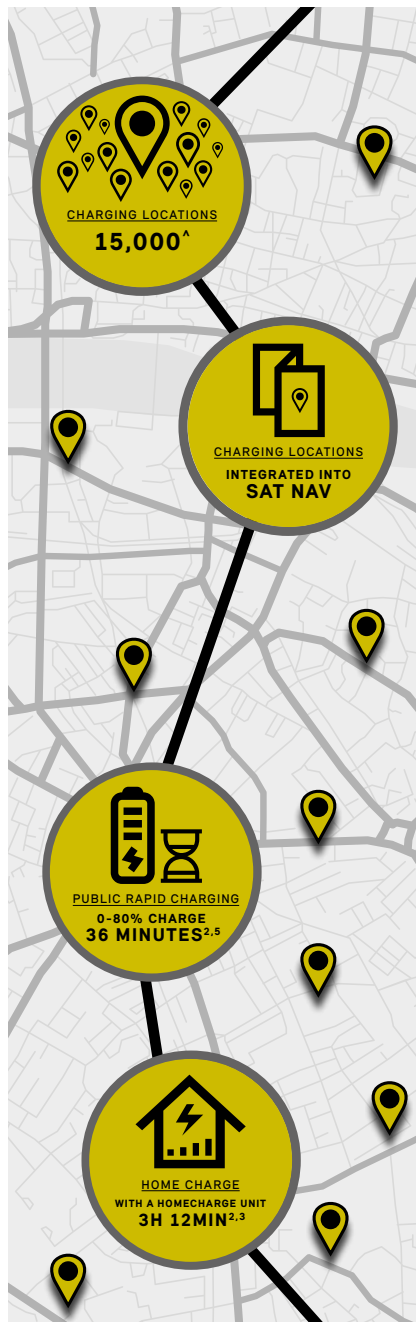 CHARGING LOCATIONS
15,000^
CHARGING LOCATIONS
INTEGRATED INTO
SAT NAV
PUBLIC RAPID CHARGING
0-80% CHARGE
36 MINUTES2,5
HOME CHARGE
WITH A HOMECHARGE UNIT
3H 12MIN2,3